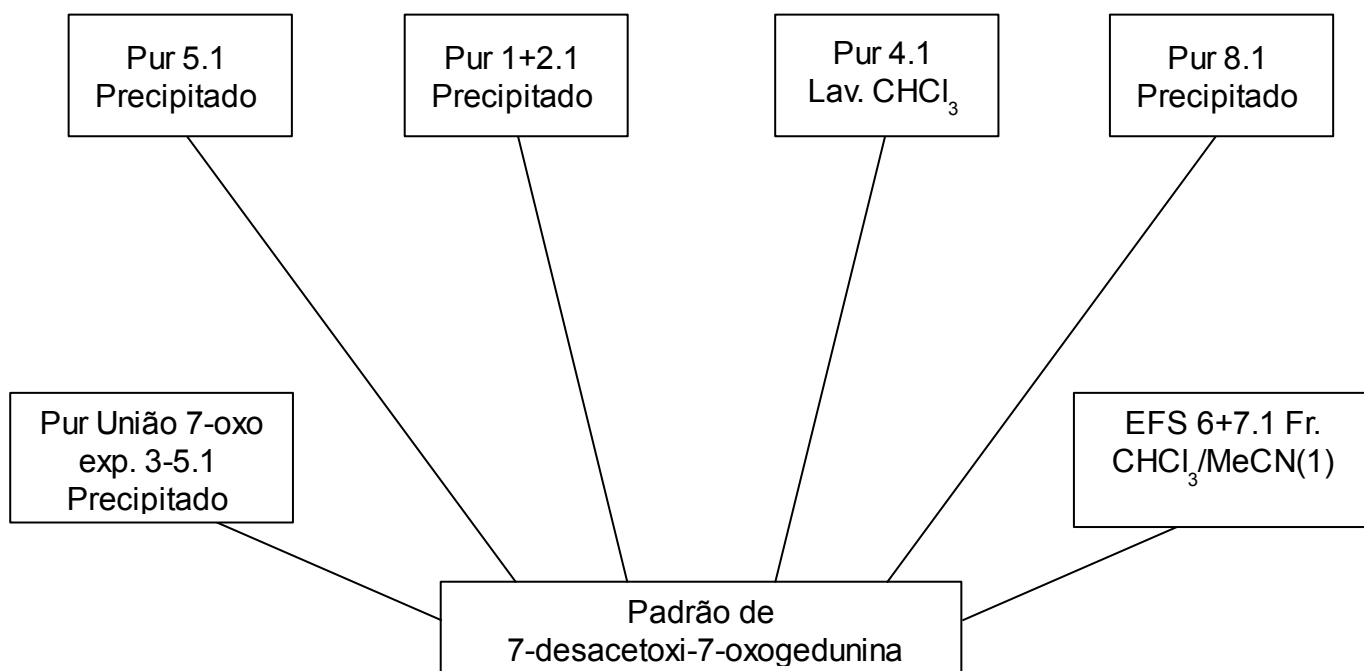 Pur 5.1
Precipitado
Pur 1+2.1
Precipitado
Pur 4.1
Lav. CHCl₃
Pur 8.1
Precipitado
Pur União 7-oxo
exp. 3-5.1
Precipitado
EFS 6+7.1 Fr.
CHCl₃/MeCN(1)
Padrão de
7-desacetoxi-7-oxogedunina